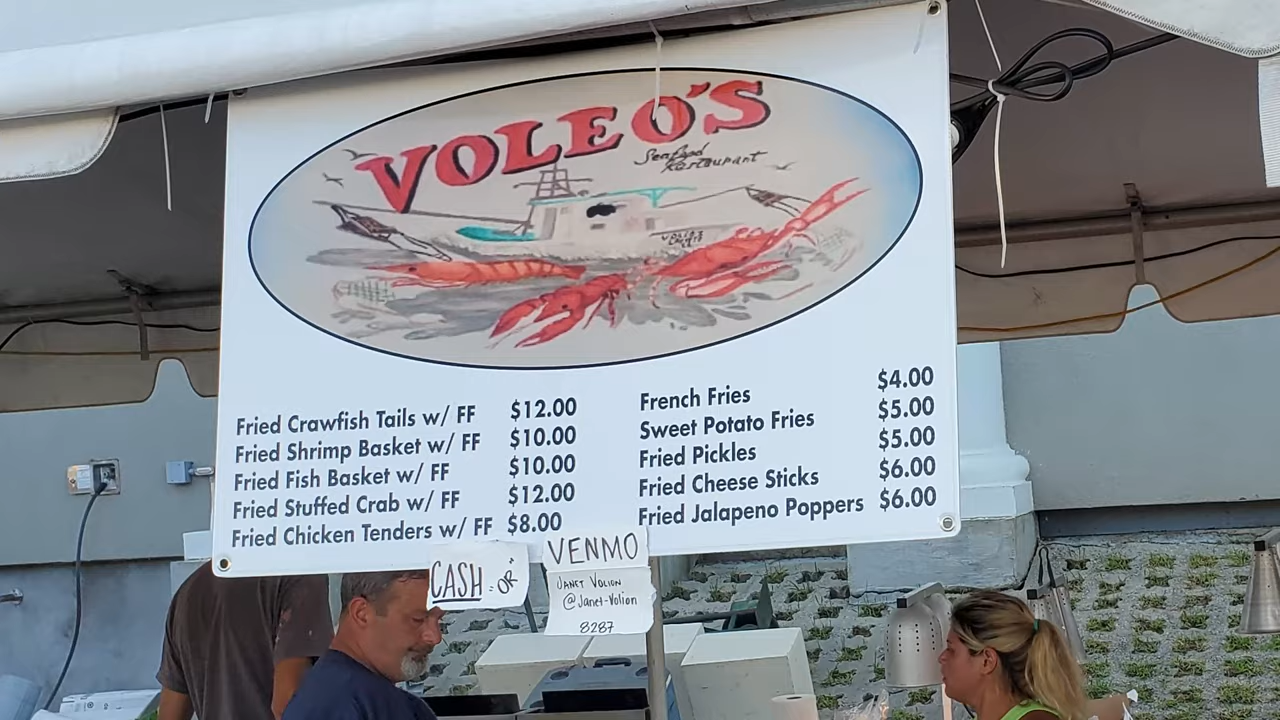 VOLEO'S
Seafood
Restaurant
Fried Crawfish Tails w/ FF $12.00
Fried Shrimp Basket w/ FF $10.00
Fried Fish Basket w/ FF $10.00
Fried Stuffed Crab w/ FF $12.00
Fried Chicken Tenders w/ FF $8.00
French Fries $4.00
Sweet Potato Fries $5.00
Fried Pickles $5.00
Fried Cheese Sticks $6.00
Fried Jalapeno Poppers $6.00
CASH OR
VENMO
JANET VOLION
@Janet-Volion
8287